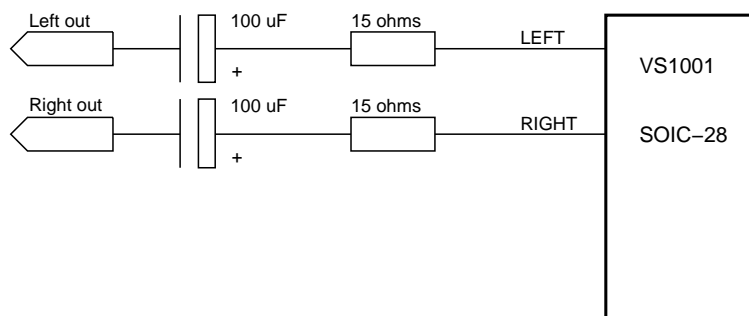 Left out
100 uF
15 ohms
LEFT
+
VS1001
Right out
100 uF
15 ohms
RIGHT
SOIC−28
+